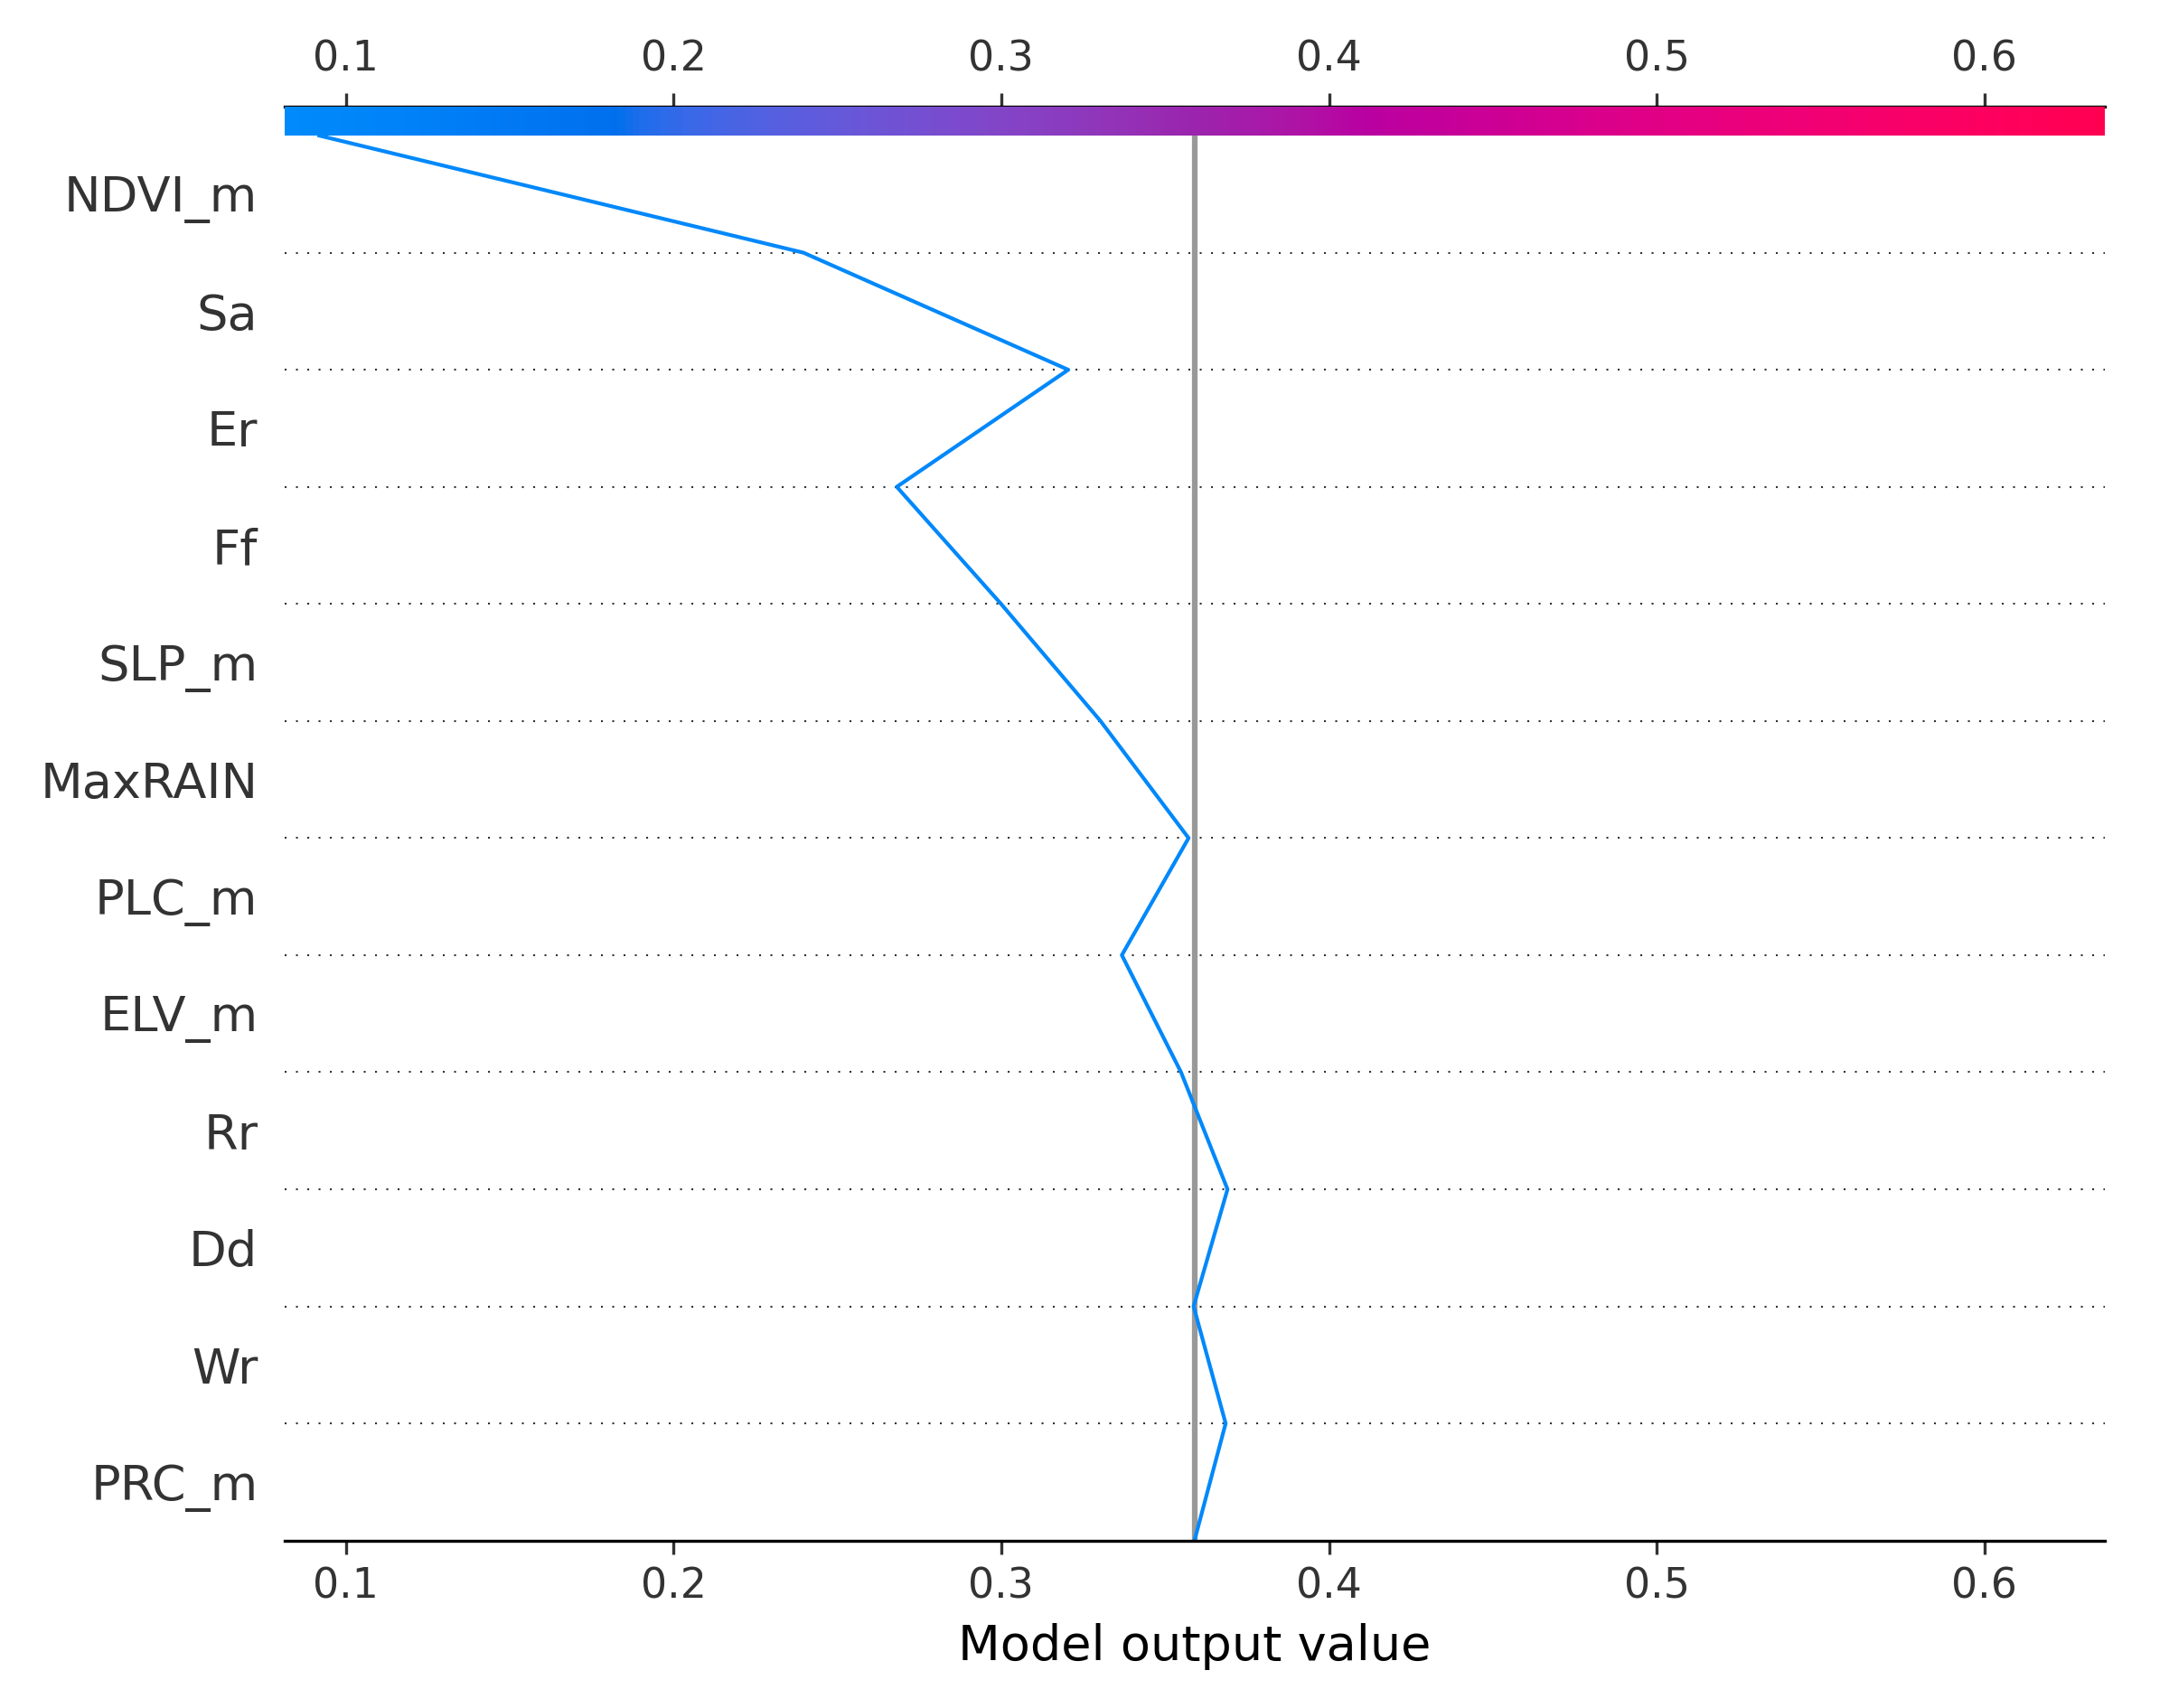 0.1 0.2 0.3 0.4 0.5 0.6
NDVI_m
Sa
Er
Ff
SLP_m
MaxRAIN
PLC_m
ELV_m
Rr
Dd
Wr
PRC_m
0.1 0.2 0.3 0.4 0.5 0.6
Model output value